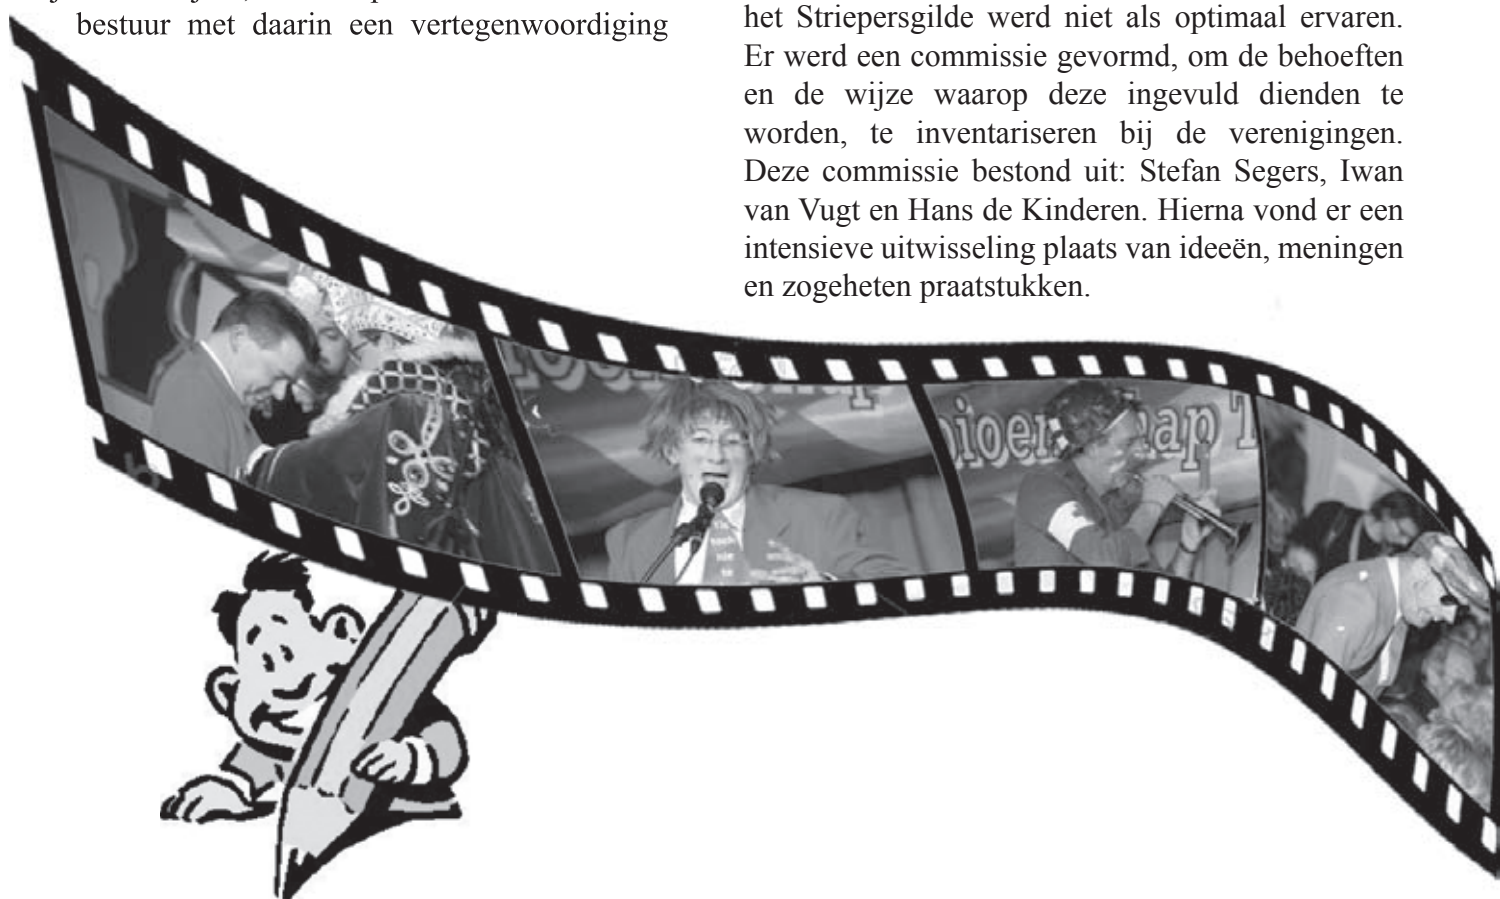 bestuur met daarin een vertegenwoordiging
het Striepersgilde werd niet als optimaal ervaren.
Er werd een commissie gevormd, om de behoeften
en de wijze waarop deze ingevuld dienden te
worden, te inventariseren bij de verenigingen.
Deze commissie bestond uit: Stefan Segers, Iwan
van Vugt en Hans de Kinderen. Hierna vond er een
intensieve uitwisseling plaats van ideeën, meningen
en zogeheten praatstukken.